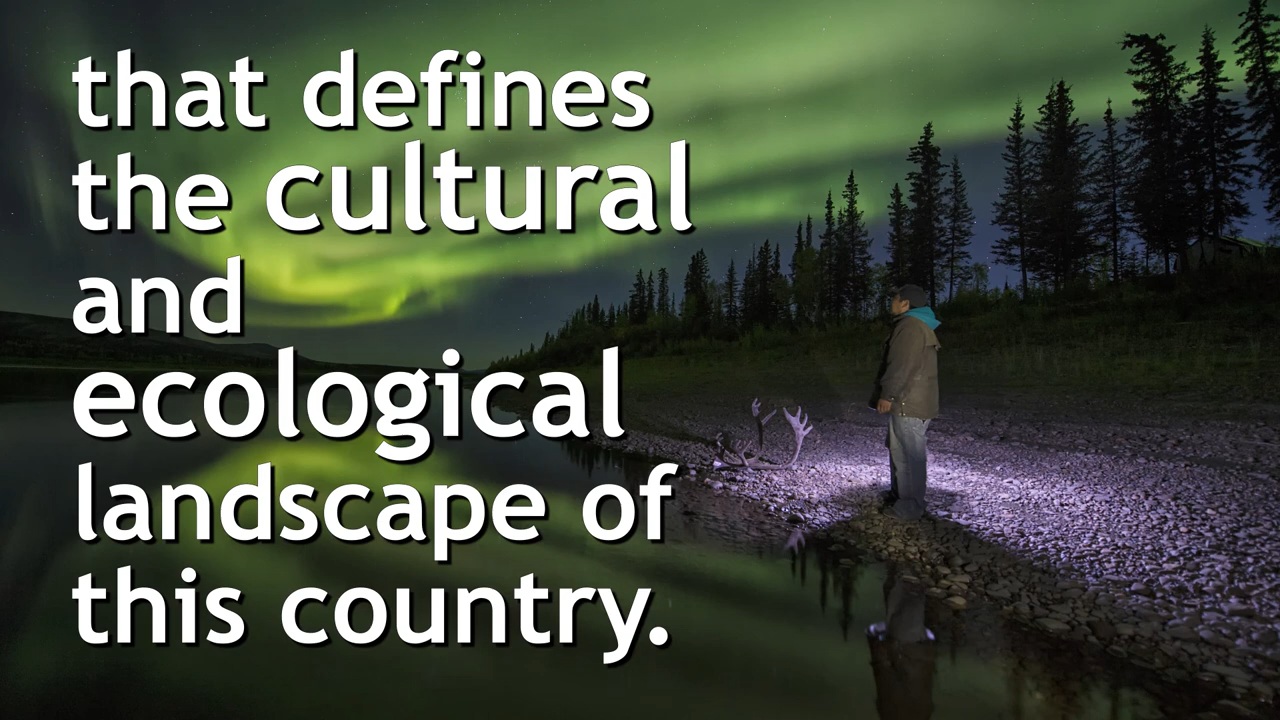 that defines
the cultural
and
ecological
landscape of
this country.